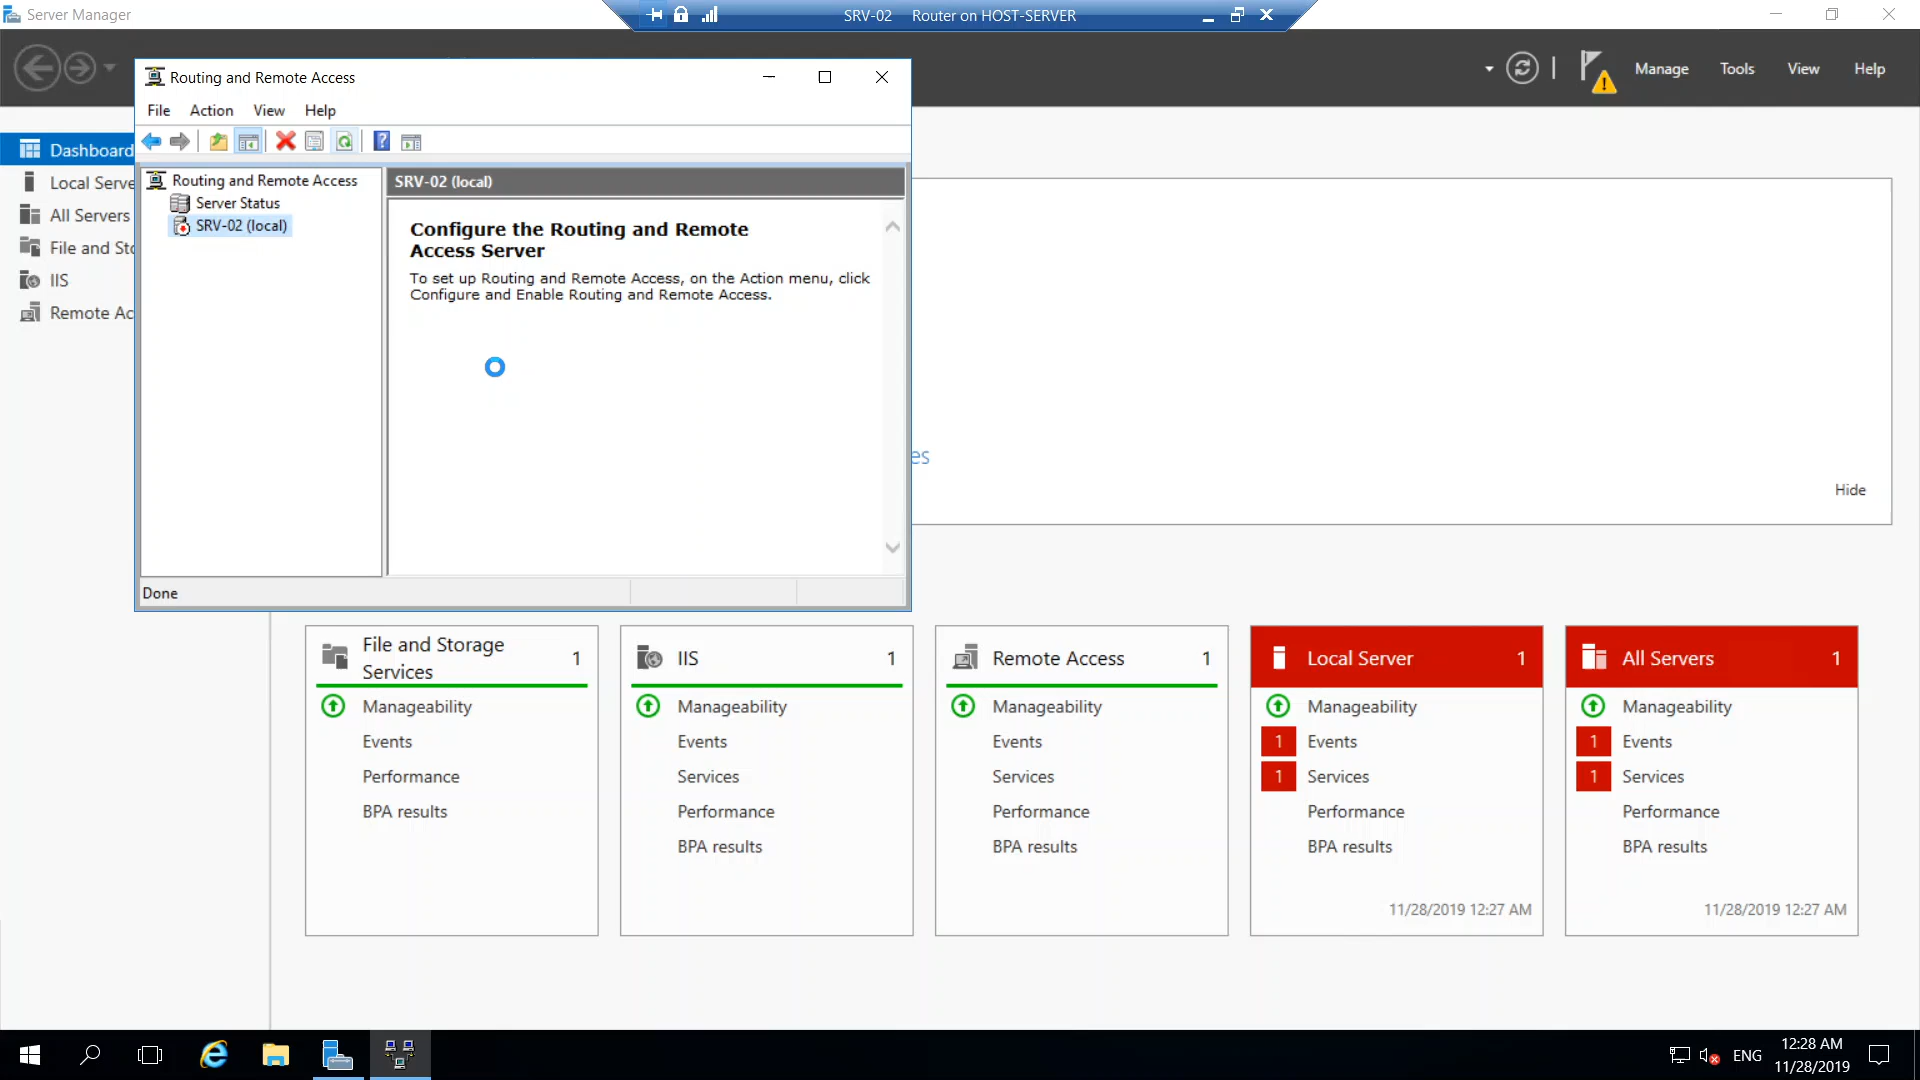 Server Manager
SRV-02 Router on HOST-SERVER
Manage Tools View Help
Routing and Remote Access
File Action View Help
Dashboard
Local Serve
All Servers
File and Sto
IIS
Remote Ac
Routing and Remote Access
Server Status
SRV-02 (local)
SRV-02 (local)
Configure the Routing and Remote
Access Server
To set up Routing and Remote Access, on the Action menu, click
Configure and Enable Routing and Remote Access.
es
Hide
Done
File and Storage
Services
1
Manageability
Events
Performance
BPA results
IIS 1
Manageability
Events
Services
Performance
BPA results
Remote Access 1
Manageability
Events
Services
Performance
BPA results
Local Server 1
Manageability
1 Events
1 Services
Performance
BPA results
11/28/2019 12:27 AM
All Servers 1
Manageability
1 Events
1 Services
Performance
BPA results
11/28/2019 12:27 AM
ENG
12:28 AM
11/28/2019